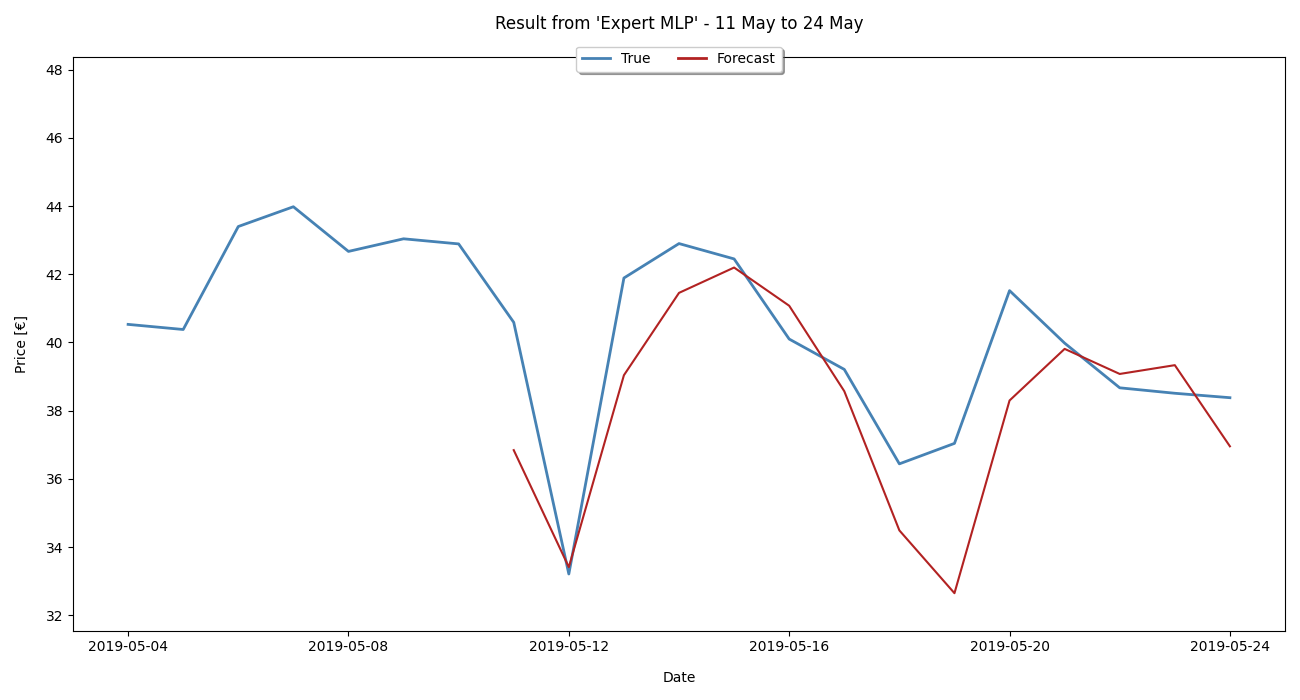 Result from 'Expert MLP' - 11 May to 24 May
True Forecast
48
46
44
42
40
38
36
34
32
Price [€]
2019-05-04 2019-05-08 2019-05-12 2019-05-16 2019-05-20 2019-05-24
Date